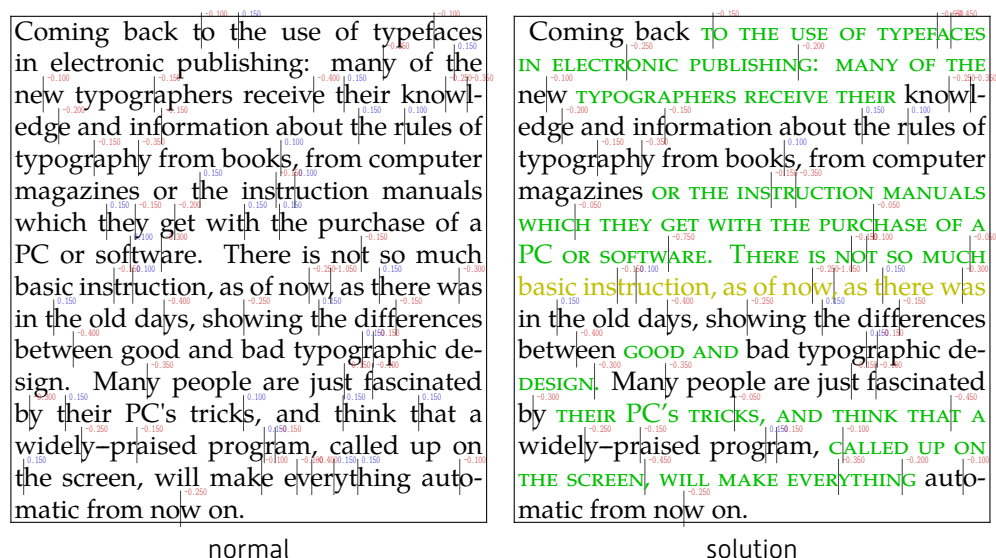 Coming back to the use of typefaces
in electronic publishing: many of the
new typographers receive their knowl-
edge and information about the rules of
typography from books, from computer
magazines or the instruction manuals
which they get with the purchase of a
PC or software. There is not so much
basic instruction, as of now, as there was
in the old days, showing the differences
between good and bad typographic de-
sign. Many people are just fascinated
by their PC's tricks, and think that a
widely–praised program, called up on
the screen, will make everything auto-
matic from now on.
normal
Coming back TO THE USE OF TYPEFACES
IN ELECTRONIC PUBLISHING: MANY OF THE
new TYPOGRAPHERS RECEIVE THEIR knowl-
edge and information about the rules of
typography from books, from computer
magazines OR THE INSTRUCTION MANUALS
WHICH THEY GET WITH THE PURCHASE OF A
PC OR SOFTWARE. THERE IS NOT SO MUCH
basic instruction, as of now, as there was
in the old days, showing the differences
between GOOD AND bad typographic de-
DESIGN. Many people are just fascinated
by THEIR PC’S TRICKS, AND THINK THAT A
widely–praised program, CALLED UP ON
THE SCREEN, WILL MAKE EVERYTHING auto-
matic from now on.
solution